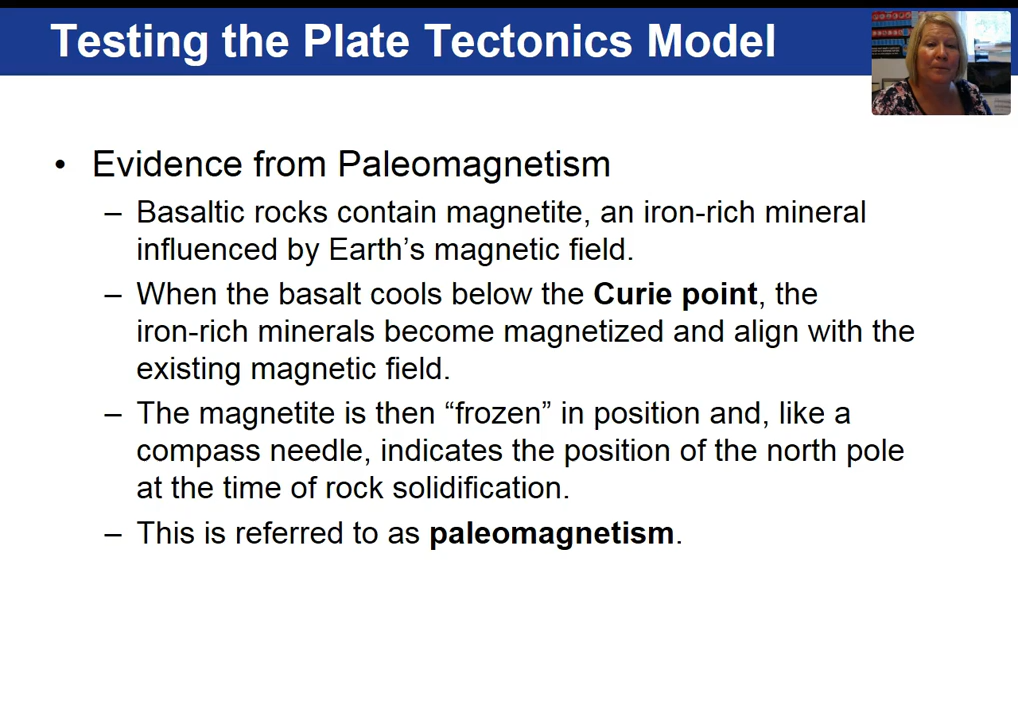 Testing the Plate Tectonics Model
• Evidence from Paleomagnetism
– Basaltic rocks contain magnetite, an iron-rich mineral
influenced by Earth’s magnetic field.
– When the basalt cools below the Curie point, the
iron-rich minerals become magnetized and align with the
existing magnetic field.
– The magnetite is then “frozen” in position and, like a
compass needle, indicates the position of the north pole
at the time of rock solidification.
– This is referred to as paleomagnetism.